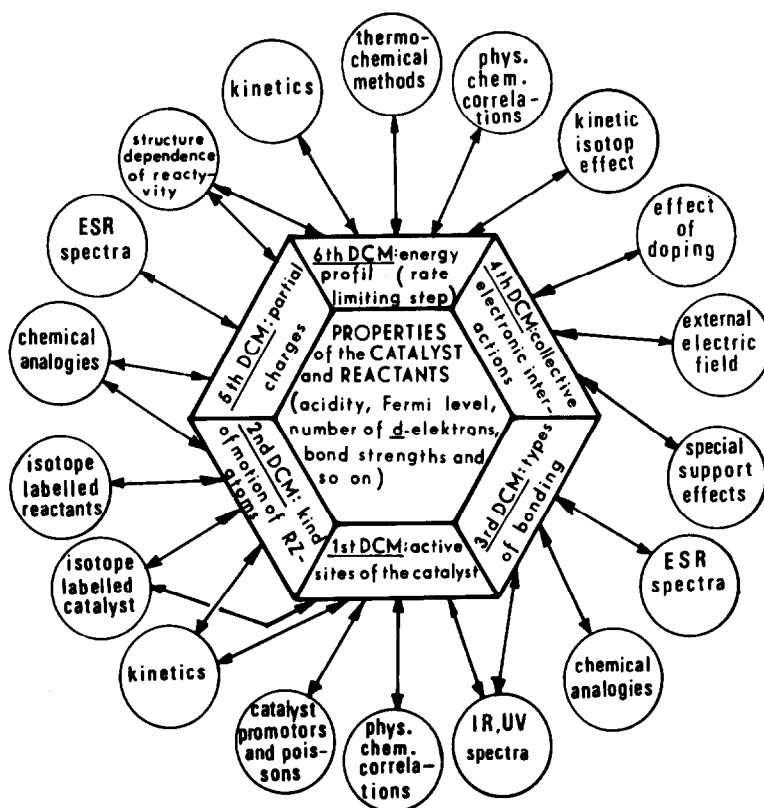 thermo-
chemical
methods
phys.
chem.
correla-
tions
kinetics
kinetic
isotop
effect
structure
dependence
of reacty-
vity
effect
of
doping
ESR
spectra
external
electric
field
chemical
analogies
special
support
effects
isotope
labelled
reactants
ESR
spectra
isotope
labelled
catalyst
chemical
analogies
kinetics
catalyst
promotors
and pois-
sons
phys.
chem.
correla-
tions
IR,UV
spectra
6th DCM:energy
profil (rate
limiting step)
4th DCM:collective
electronic inter-
actions
3rd DCM:types
of bonding
1st DCM:active
sites of the catalyst
2nd DCM: kind
of motion of RZ-
atoms
5th DCM:partial
charges
PROPERTIES
of the CATALYST
and REACTANTS
(acidity, Fermi level,
number of d-elektrons,
bond strengths and
so on)